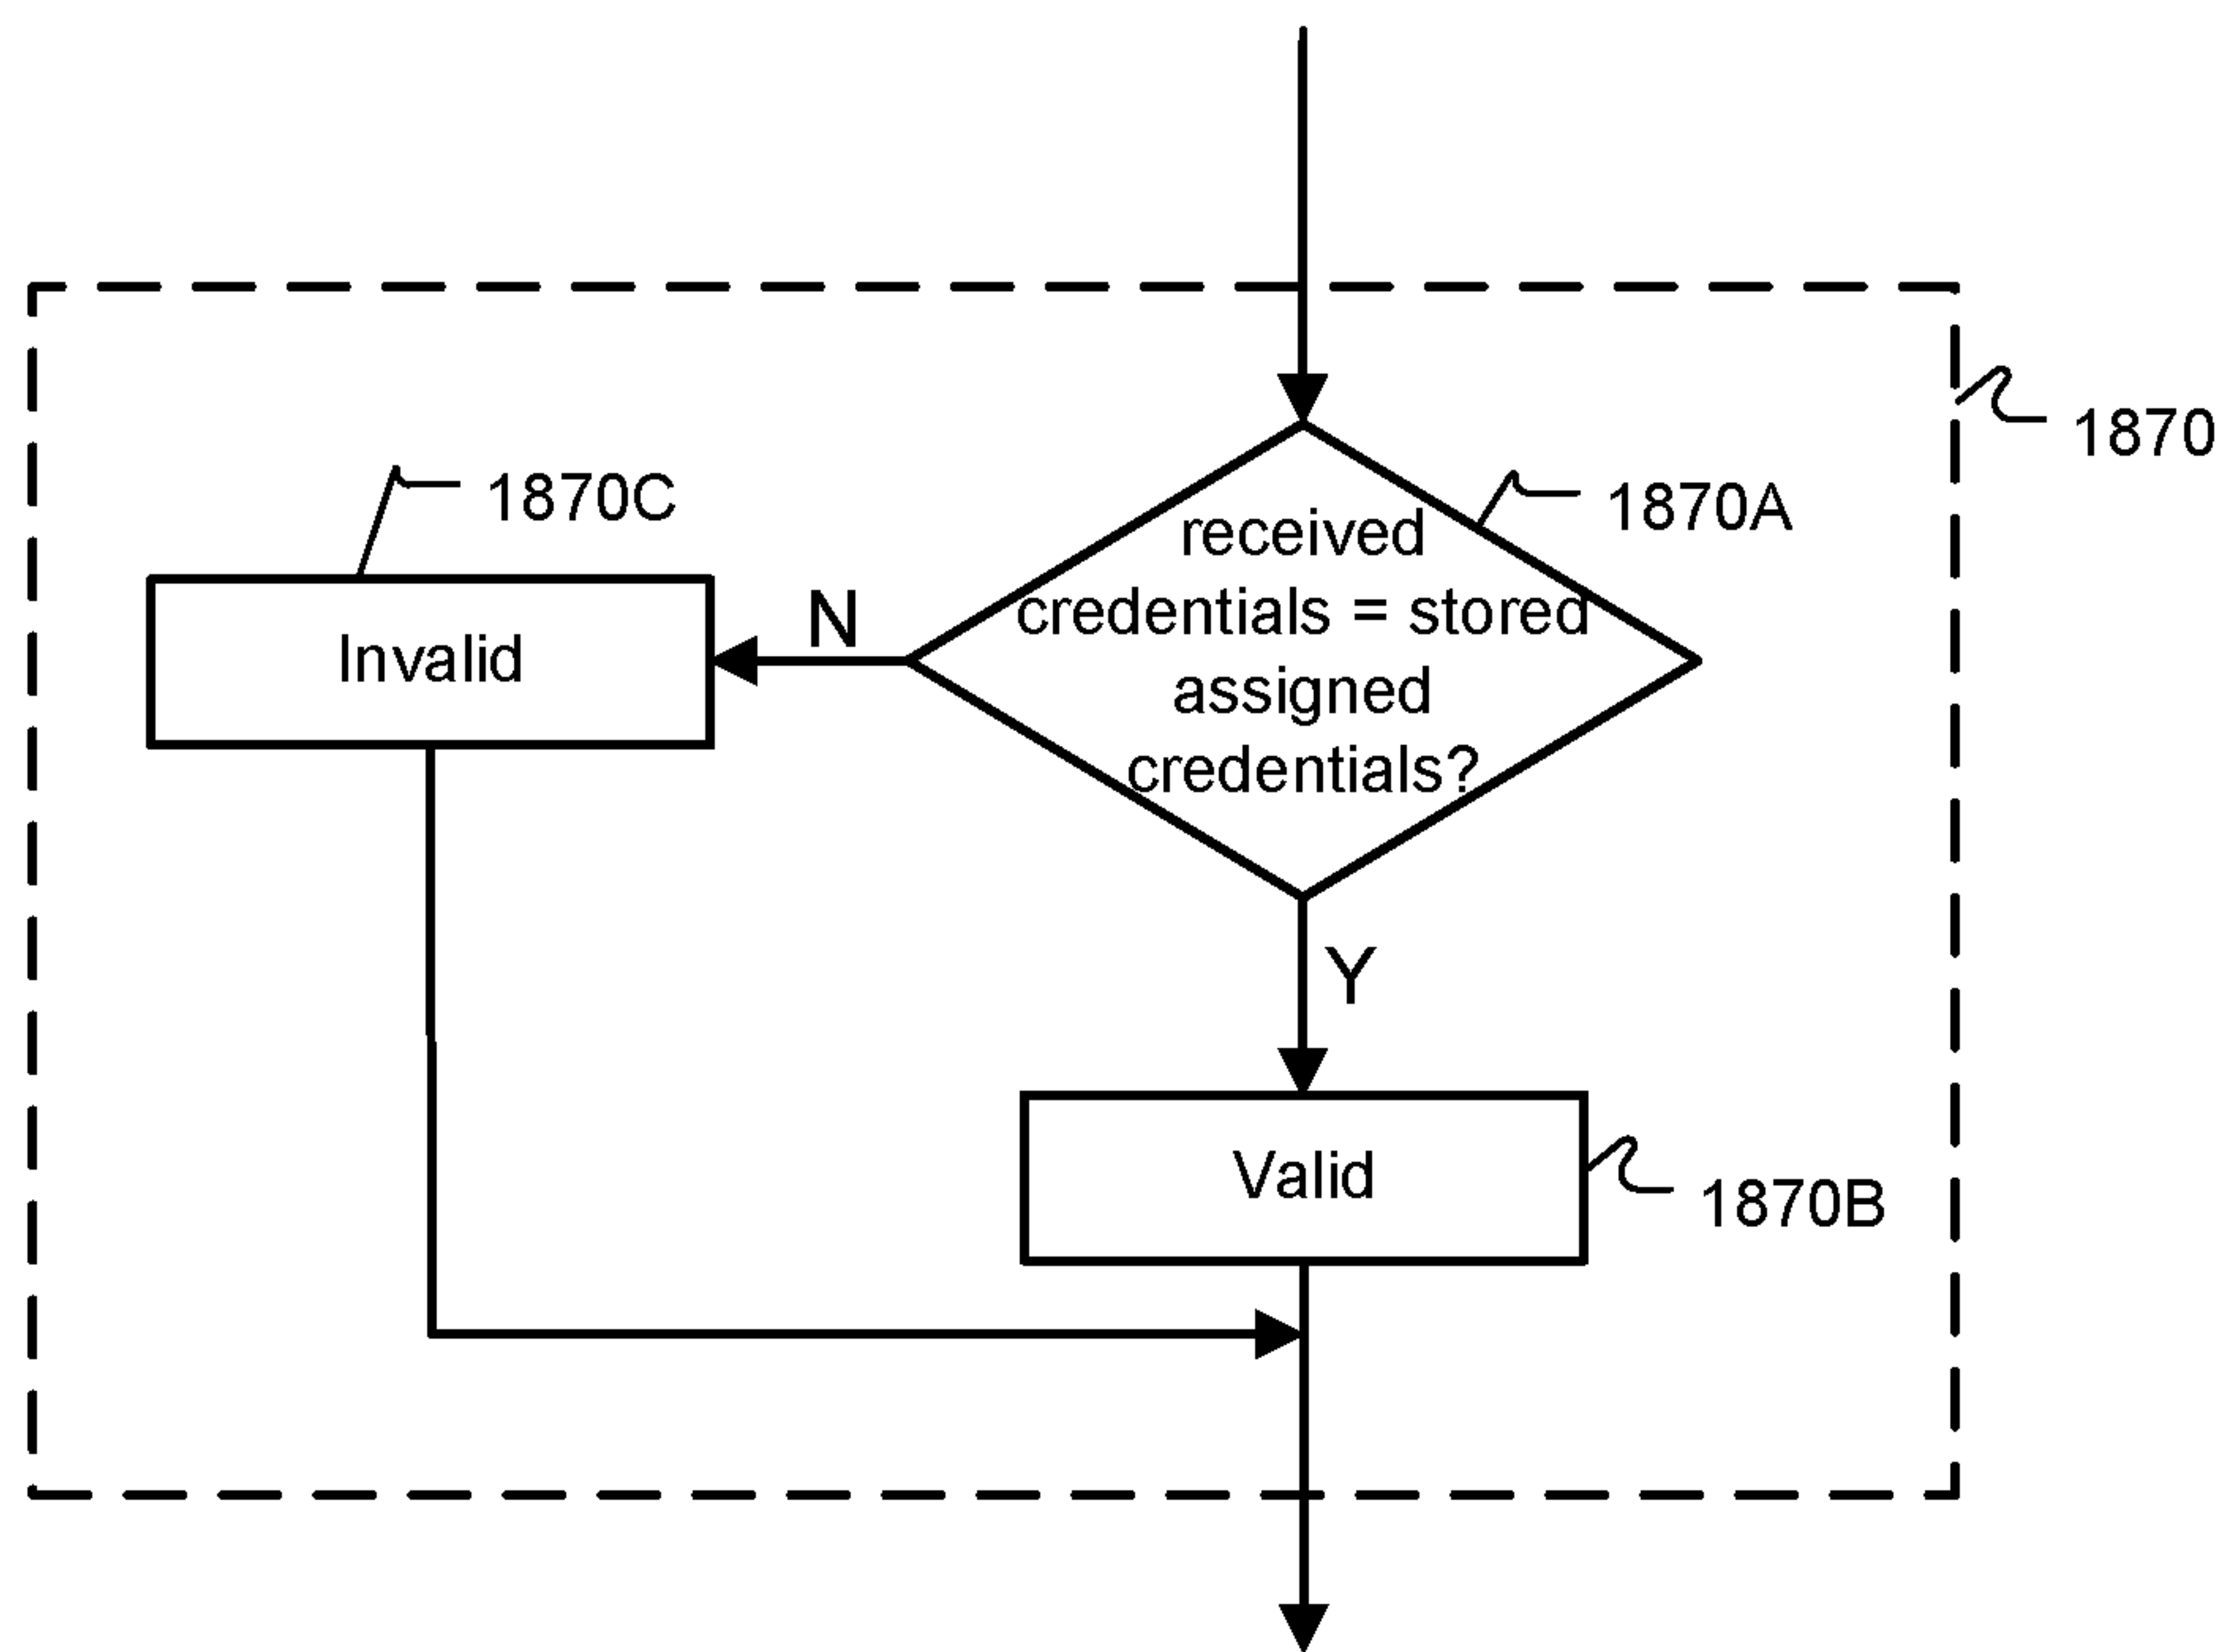 1870
1870C
1870A
received
credentials = stored
assigned
credentials?
N
Invalid
Y
Valid
1870B